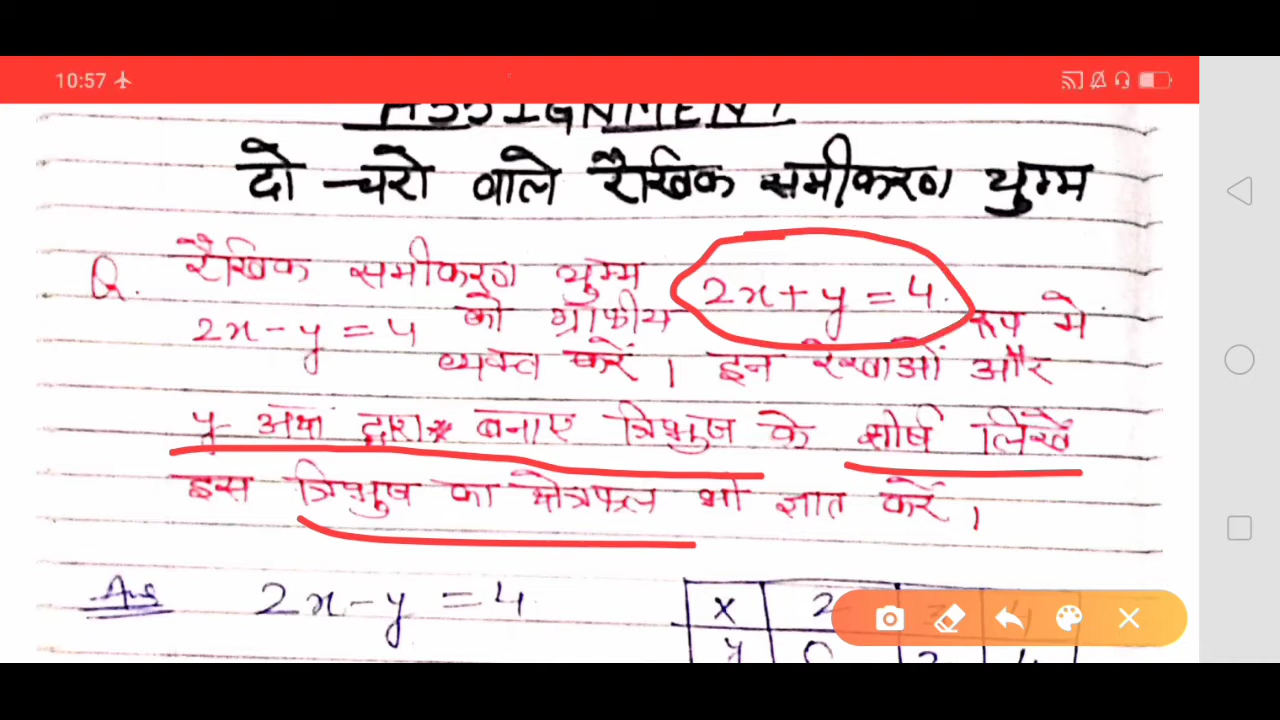 10:57
ASSIGNMENT
दो चरो वाले रैखिक समीकरण युग्म
Q. रैखिक समीकरण युग्म 2x+y=4.
2x-y=4 को ग्राफीय रूप में
व्यक्त करें। इन रेखाओं और
y- अक्ष द्वारा बनाए त्रिभुज के शीर्ष लिखें
इस त्रिभुज का क्षेत्रफल भी ज्ञात करें।
Ans 2x-y=4
x 2
y 0